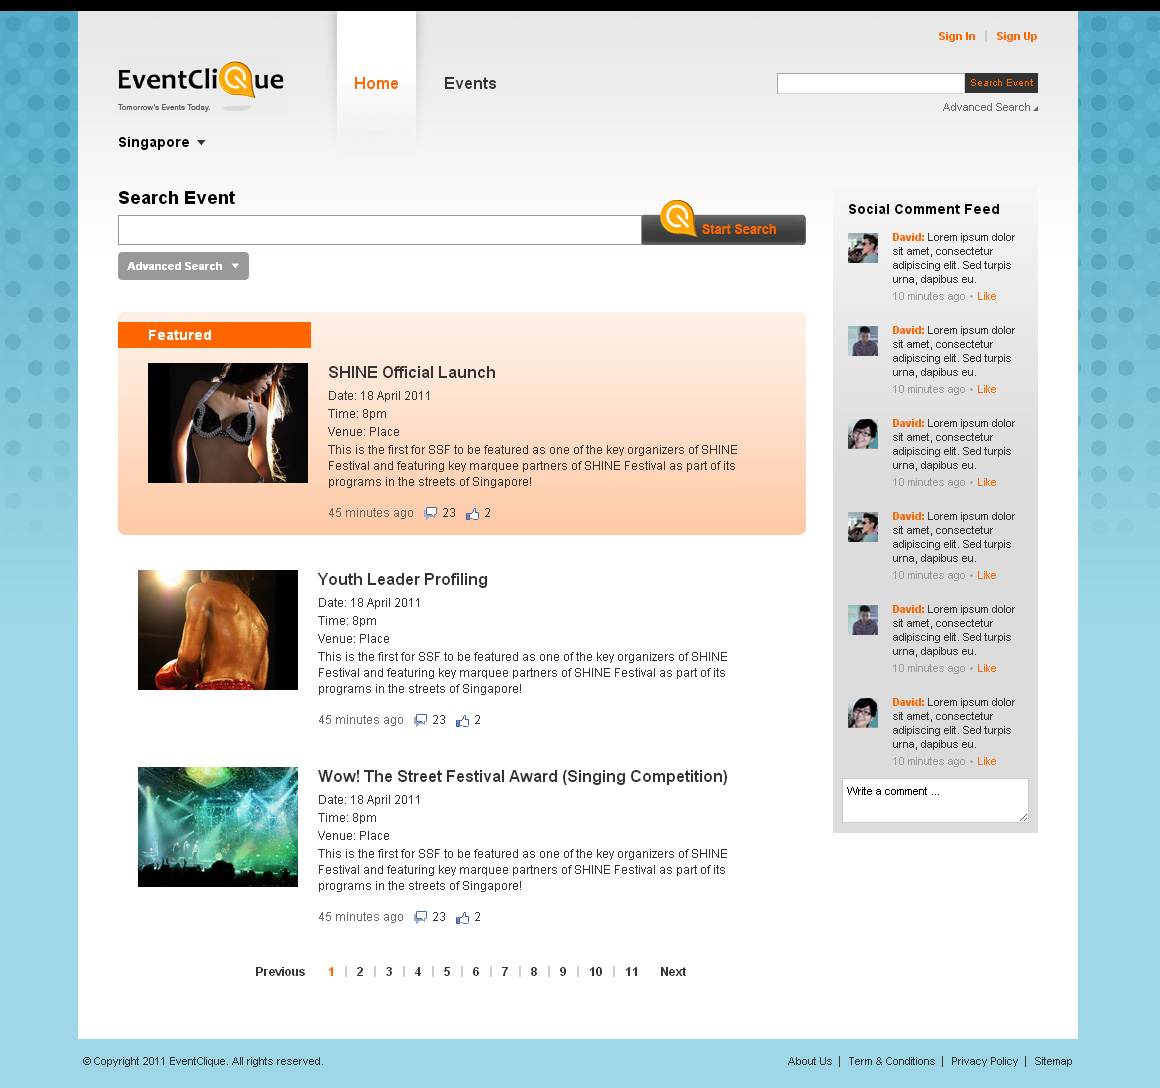 Sign In | Sign Up
EventCliQue
Tomorrow's Events Today.
Home
Events
Search Event
Advanced Search
Singapore
Search Event
Start Search
Advanced Search
Featured
SHINE Official Launch
Date: 18 April 2011
Time: 8pm
Venue: Place
This is the first for SSF to be featured as one of the key organizers of SHINE
Festival and featuring key marquee partners of SHINE Festival as part of its
programs in the streets of Singapore!
45 minutes ago 23 2
Youth Leader Profiling
Date: 18 April 2011
Time: 8pm
Venue: Place
This is the first for SSF to be featured as one of the key organizers of SHINE
Festival and featuring key marquee partners of SHINE Festival as part of its
programs in the streets of Singapore!
45 minutes ago 23 2
Wow! The Street Festival Award (Singing Competition)
Date: 18 April 2011
Time: 8pm
Venue: Place
This is the first for SSF to be featured as one of the key organizers of SHINE
Festival and featuring key marquee partners of SHINE Festival as part of its
programs in the streets of Singapore!
45 minutes ago 23 2
Previous 1 | 2 | 3 | 4 | 5 | 6 | 7 | 8 | 9 | 10 | 11 Next
Social Comment Feed
David: Lorem ipsum dolor
sit amet, consectetur
adipiscing elit. Sed turpis
urna, dapibus eu.
10 minutes ago • Like
David: Lorem ipsum dolor
sit amet, consectetur
adipiscing elit. Sed turpis
urna, dapibus eu.
10 minutes ago • Like
David: Lorem ipsum dolor
sit amet, consectetur
adipiscing elit. Sed turpis
urna, dapibus eu.
10 minutes ago • Like
David: Lorem ipsum dolor
sit amet, consectetur
adipiscing elit. Sed turpis
urna, dapibus eu.
10 minutes ago • Like
David: Lorem ipsum dolor
sit amet, consectetur
adipiscing elit. Sed turpis
urna, dapibus eu.
10 minutes ago • Like
David: Lorem ipsum dolor
sit amet, consectetur
adipiscing elit. Sed turpis
urna, dapibus eu.
10 minutes ago • Like
Write a comment ...
© Copyright 2011 EventClique. All rights reserved.
About Us | Term & Conditions | Privacy Policy | Sitemap